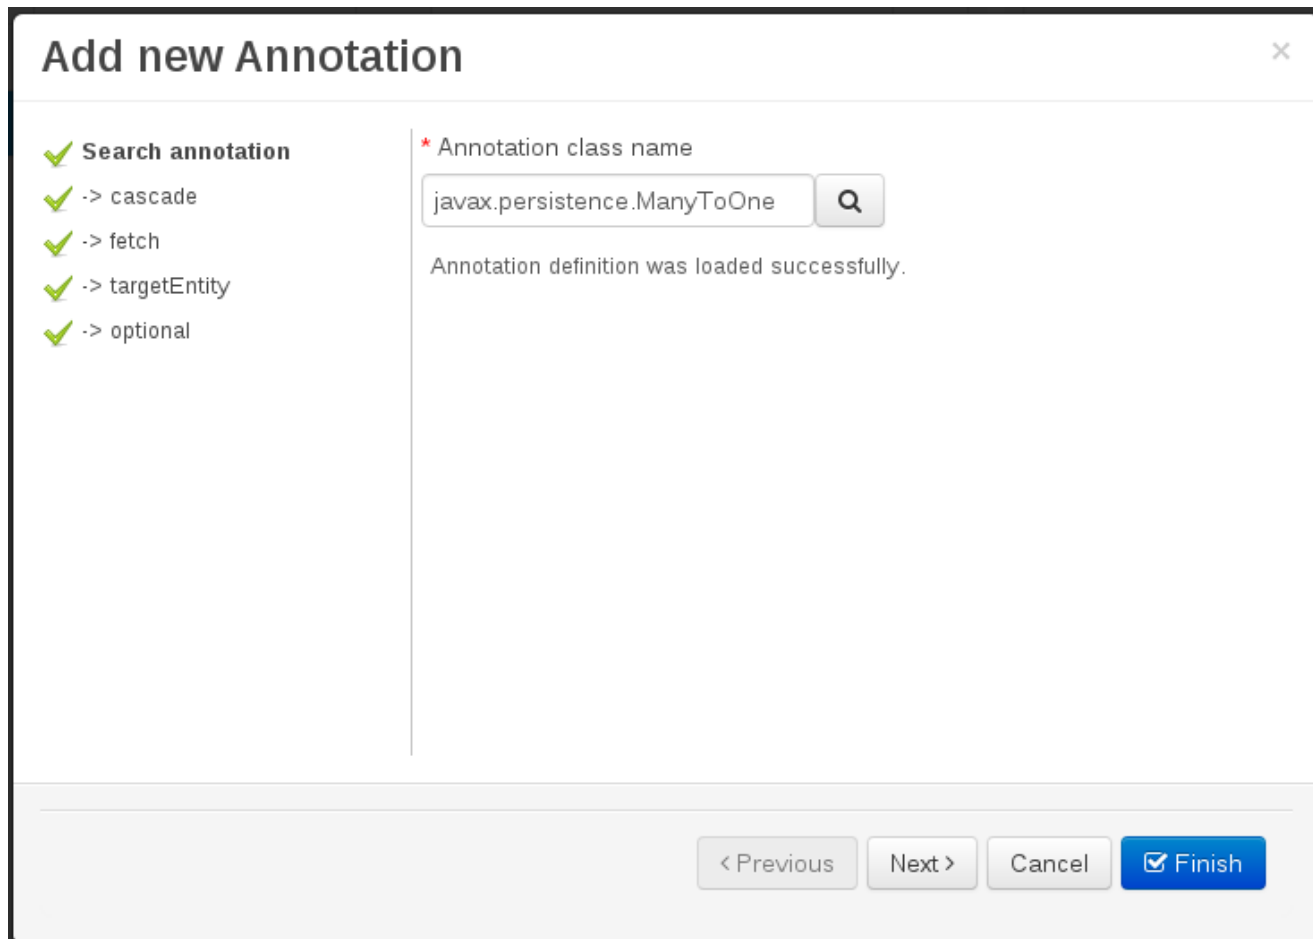 Add new Annotation
×
Search annotation
-> cascade
-> fetch
-> targetEntity
-> optional
* Annotation class name
javax.persistence.ManyToOne
Annotation definition was loaded successfully.
< Previous
Next >
Cancel
Finish